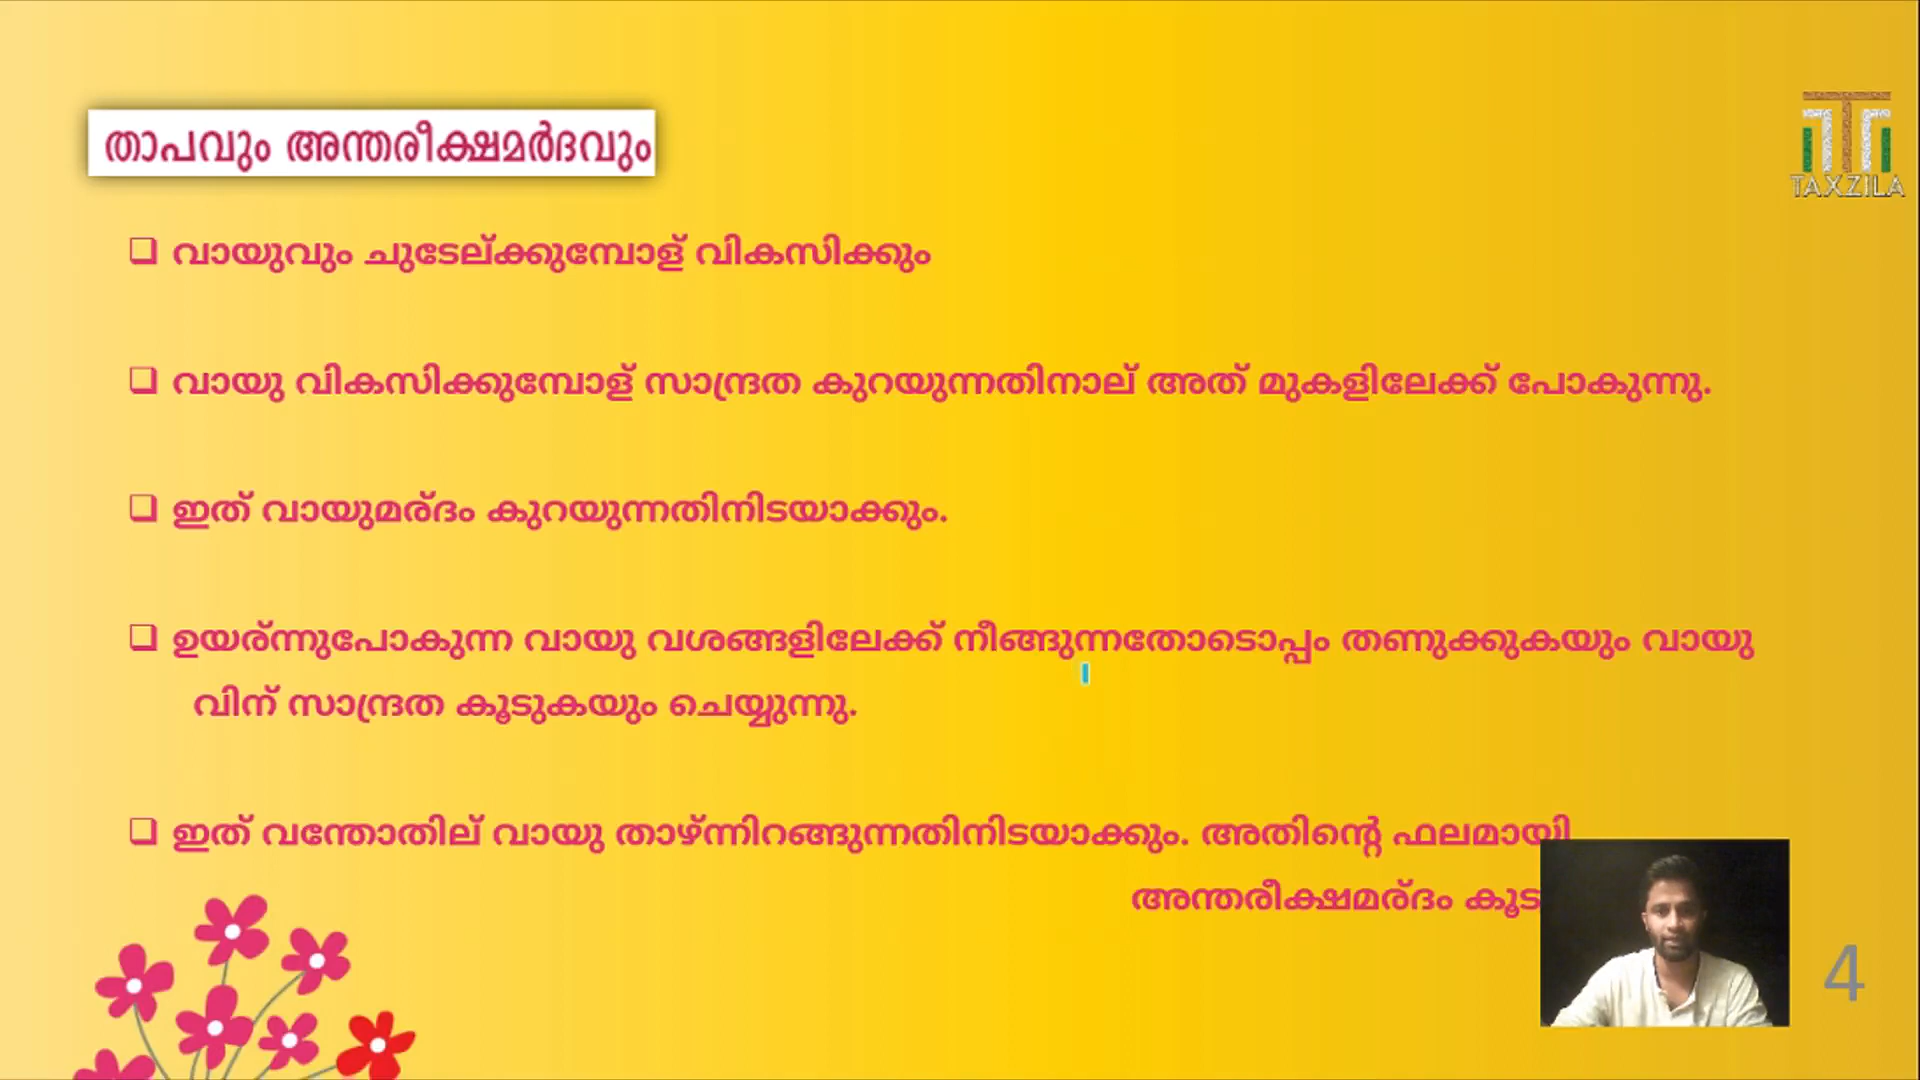 താപവും അന്തരീക്ഷമർദവും
TAXZILA
❑ വായുവും ചുടേല്ക്കുമ്പോള് വികസിക്കും
❑ വായു വികസിക്കുമ്പോള് സാന്ദ്രത കുറയുന്നതിനാല് അത് മുകളിലേക്ക് പോകുന്നു.
❑ ഇത് വായുമര്ദം കുറയുന്നതിനിടയാക്കും.
❑ ഉയര്ന്നുപോകുന്ന വായു വശങ്ങളിലേക്ക് നീങ്ങുന്നതോടൊപ്പം തണുക്കുകയും വായു
വിന് സാന്ദ്രത കൂടുകയും ചെയ്യുന്നു.
❑ ഇത് വന്തോതില് വായു താഴ്ന്നിറങ്ങുന്നതിനിടയാക്കും. അതിന്റെ ഫലമായി
അന്തരീക്ഷമര്ദം
4